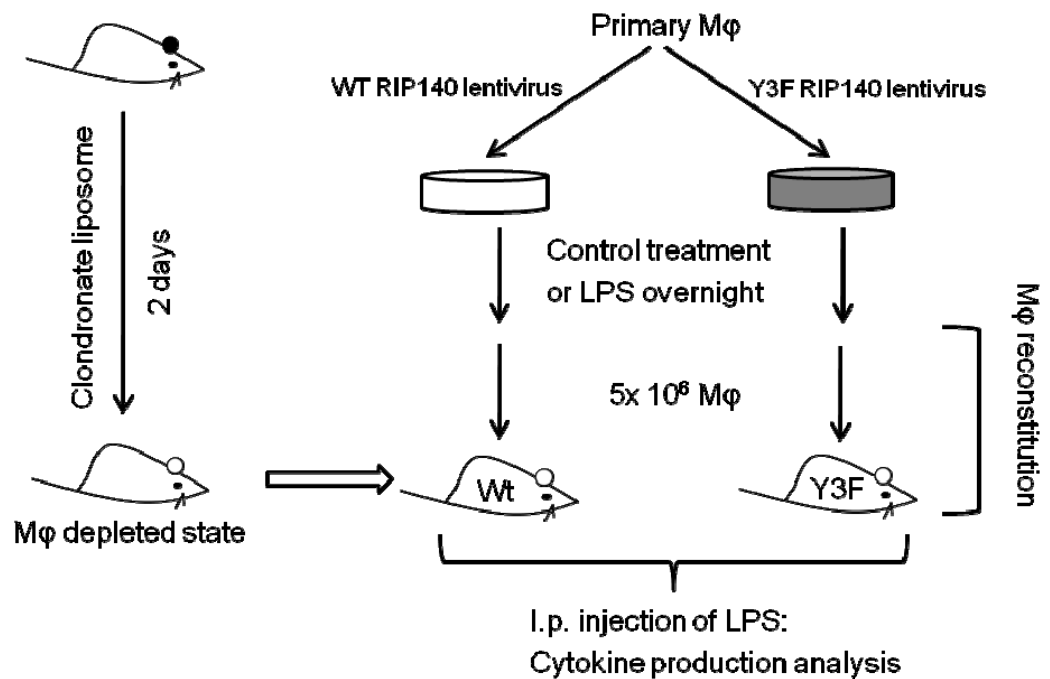 Primary Mφ
WT RIP140 lentivirus
Y3F RIP140 lentivirus
Clondronate liposome
2 days
Control treatment
or LPS overnight
5x 10⁶ Mφ
Mφ reconstitution
Wt
Y3F
Mφ depleted state
I.p. injection of LPS:
Cytokine production analysis